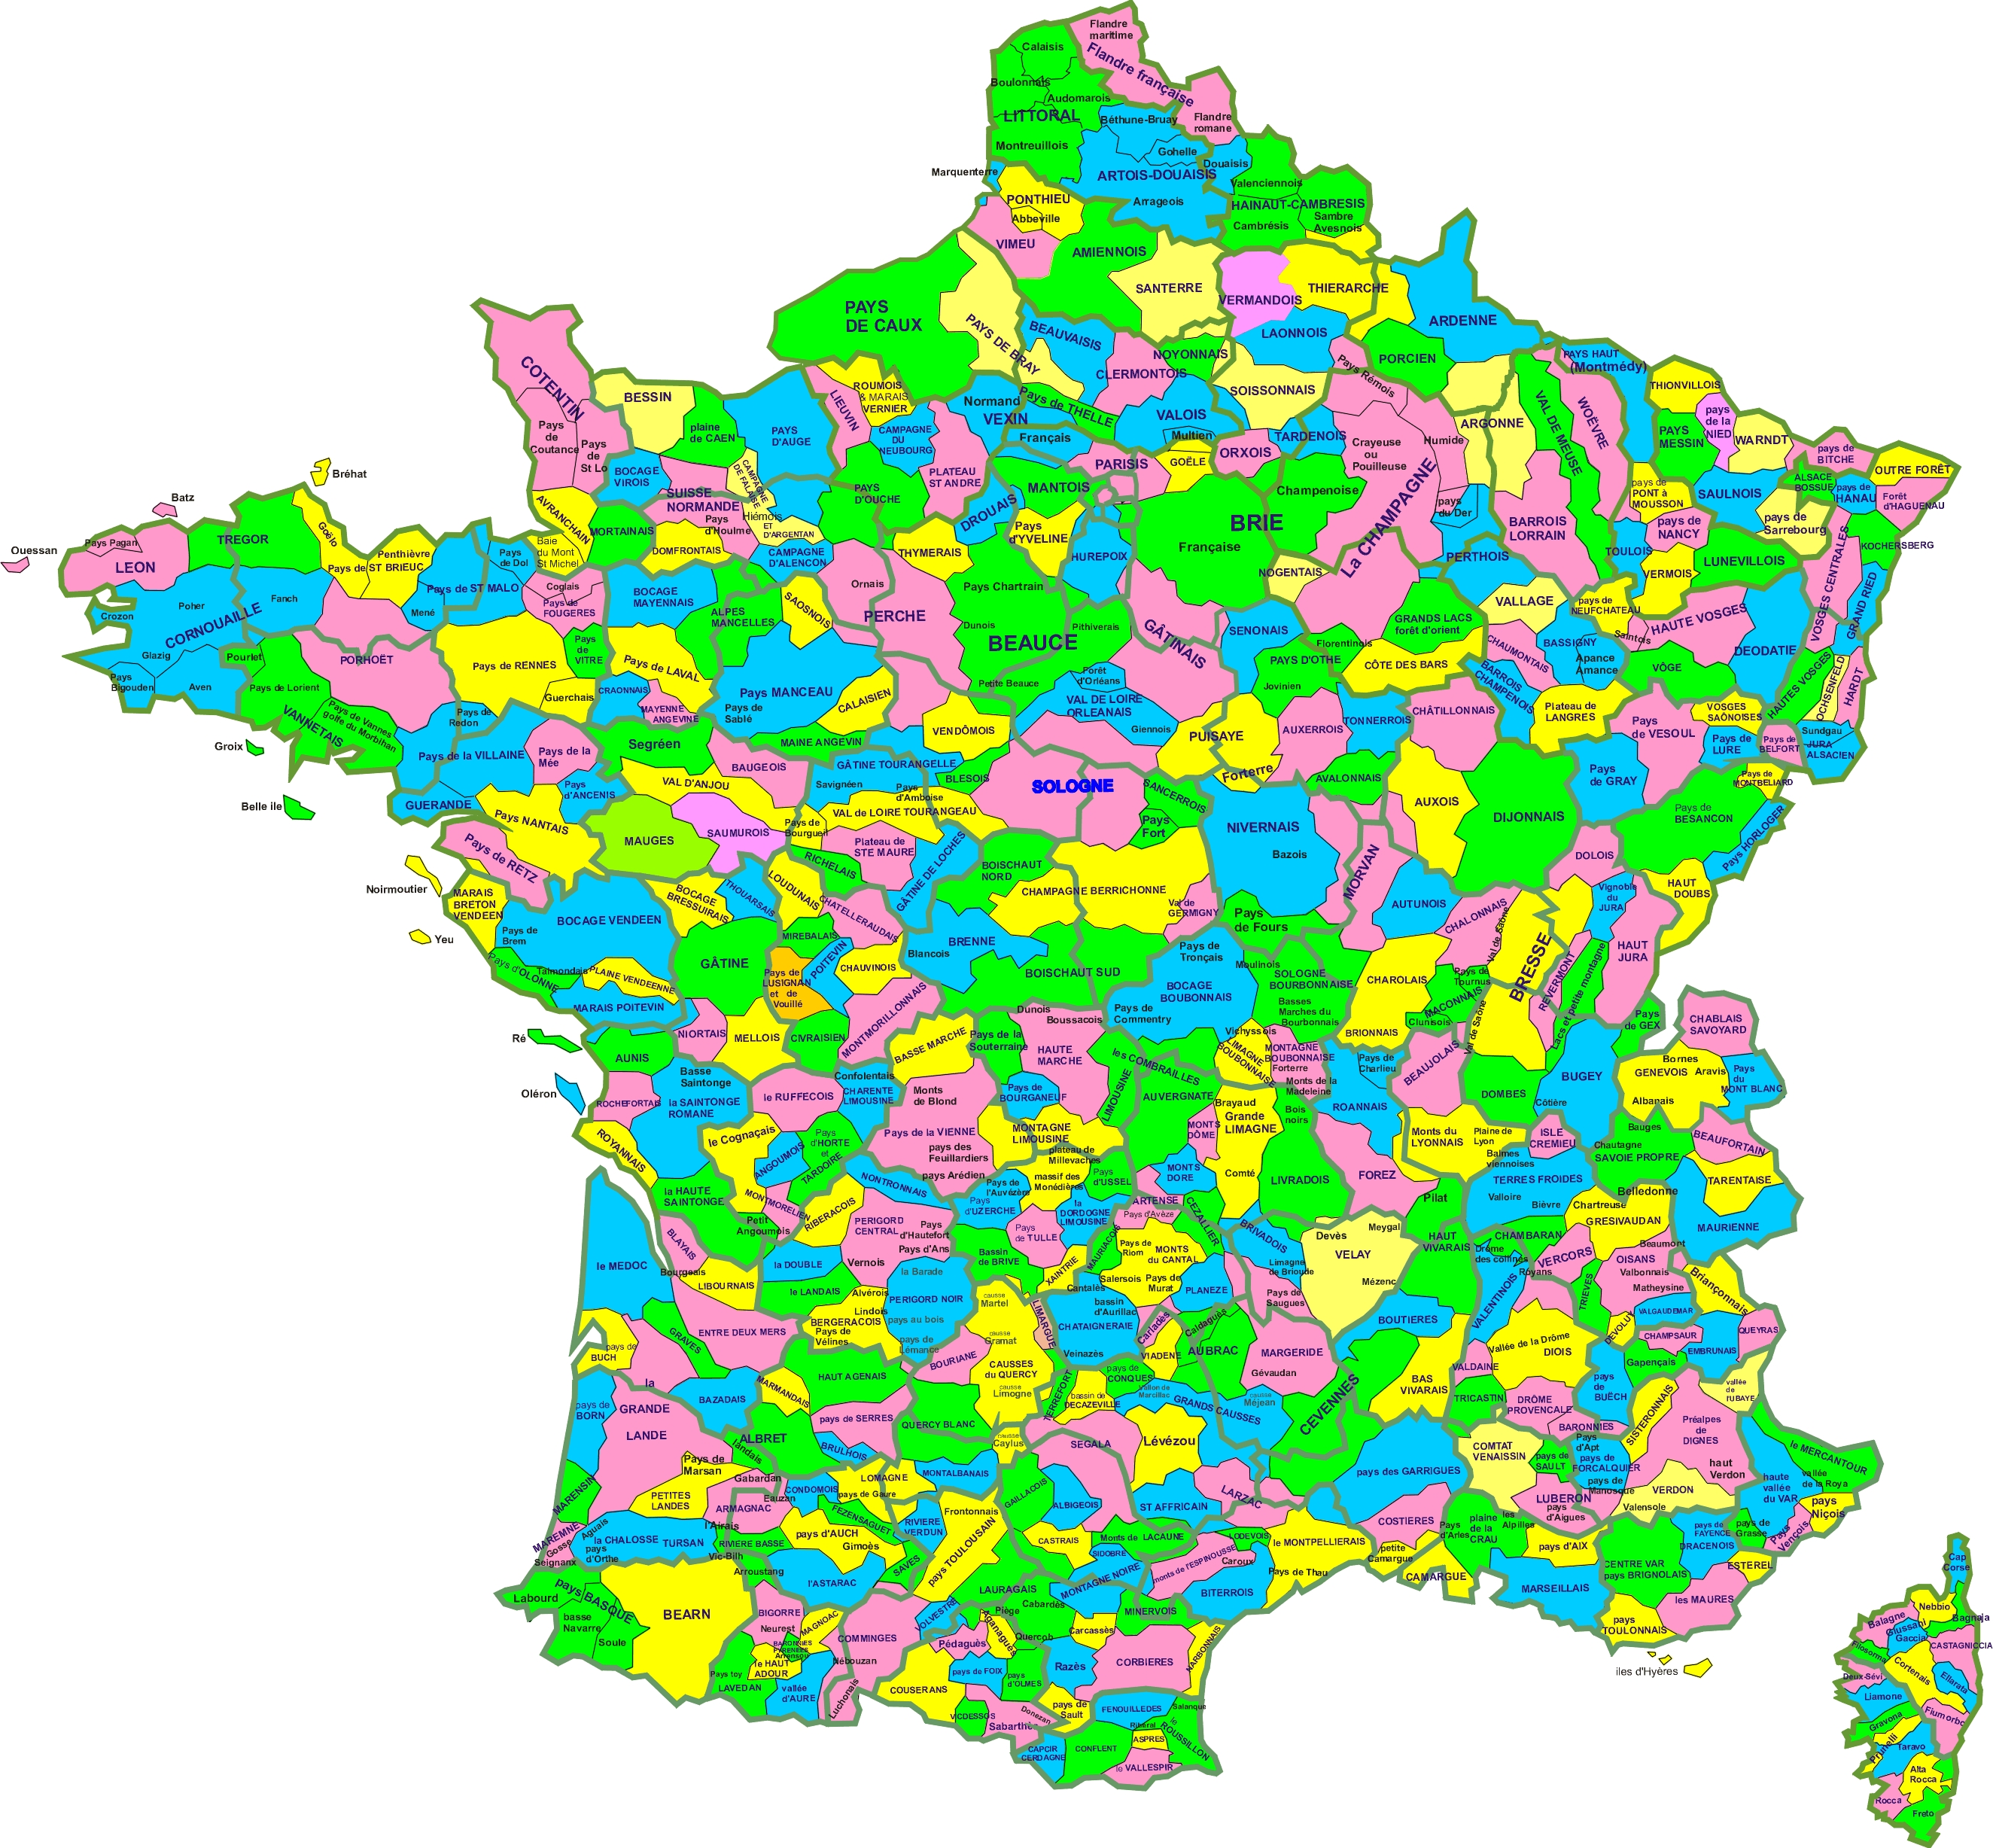 Flandre
maritime
Calaisis
Flandre française
Boulonnais
Audomarois
LITTORAL
Béthune-Bruay
Flandre
romane
Montreuillois
Gohelle
Douaisis
Marquenterre
ARTOIS-DOUAISIS
Valenciennois
PONTHIEU
Abbeville
Arrageois
HAINAUT-CAMBRESIS
Sambre
Avesnois
Cambrésis
VIMEU
AMIENNOIS
SANTERRE
VERMANDOIS
THIERARCHE
PAYS
DE CAUX
PAYS DE BRAY
BEAUVAISIS
LAONNOIS
ARDENNE
NOYONNAIS
PORCIEN
PAYS HAUT
(Montmédy)
COTENTIN
CLERMONTOIS
Pays Rémois
THIONVILLOIS
BESSIN
ROUMOIS
& MARAIS
VERNIER
LIEUVIN
Normand
VEXIN
Pays de THELLE
SOISSONNAIS
VAL DE MEUSE
WOËVRE
Pays
de
Coutance
Pays
de
St Lo
plaine
de CAEN
PAYS
D'AUGE
CAMPAGNE
DU
NEUBOURG
Français
VALOIS
Multien
TARDENOIS
Crayeuse
ou
Pouilleuse
Humide
ARGONNE
PAYS
MESSIN
pays
de la
NIED
WARNDT
pays de
BITCHE
OUTRE FORÊT
Bréhat
BOCAGE
VIROIS
CAMPAGNE
DE FALAISE
PLATEAU
ST ANDRE
PARISIS
GOËLE
ORXOIS
ALSACE
BOSSUE
pays de
HANAU
Forêt
d'HAGUENAU
Batz
SUISSE
NORMANDE
PAYS
D'OUCHE
MANTOIS
Champenoise
La CHAMPAGNE
pays
du Der
pays de
PONT à
MOUSSON
SAULNOIS
pays de
Sarrebourg
AVRANCHAIN
MORTAINAIS
Pays
d'Houlme
Hiémois
ET
D'ARGENTAN
DROUAIS
BRIE
Française
BARROIS
LORRAIN
pays de
NANCY
KOCHERSBERG
Ouessan
Pays Pagan
LEON
TREGOR
Goëlo
Penthièvre
Pays de ST BRIEUC
Pays
de Dol
Baie
du Mont
St Michel
DOMFRONTAIS
CAMPAGNE
D'ALENCON
THYMERAIS
Pays
d'YVELINE
HUREPOIX
NOGENTAIS
PERTHOIS
TOULOIS
VERMOIS
LUNEVILLOIS
VOSGES CENTRALES
GRAND RIED
Pays de ST MALO
Coglais
Pays de
FOUGERES
BOCAGE
MAYENNAIS
Ornais
PERCHE
Pays Chartrain
VALLAGE
pays de
NEUFCHATEAU
Crozon
Poher
CORNOUAILLE
Fanch
Mené
ALPES
MANCELLES
SAOSNOIS
Dunois
BEAUCE
Pithiverais
GÂTINAIS
SENONAIS
GRANDS LACS
forêt d'orient
Saintois
HAUTE VOSGES
DEODATIE
Glazig
Pourlet
PORHOËT
Pays de RENNES
Pays
de
VITRE
Pays de LAVAL
Florentinois
CÔTE DES BARS
CHAUMONTAIS
BASSIGNY
Apance
Amance
VÔGE
Pays
Bigouden
Aven
Pays de Lorient
Guerchais
CRAONNAIS
Petite Beauce
Forêt
d'Orléans
PAYS D'OTHE
Jovinien
BARROIS
CHAMPENOIS
HAUTES VOSGES
OCHSENFELD
HARDT
VANNETAIS
Pays de Vannes
golfe du Morbihan
Pays de
Redon
MAYENNE
ANGEVINE
Pays MANCEAU
Pays de
Sablé
CALAISIEN
VENDÔMOIS
VAL DE LOIRE
ORLEANAIS
Giennois
PUISAYE
AUXERROIS
TONNERROIS
CHÂTILLONNAIS
Plateau de
LANGRES
Pays
de VESOUL
VOSGES
SAÔNOISES
Groix
Pays de la VILLAINE
Pays de la
Mée
Segréen
MAINE ANGEVIN
Pays de
LURE
Pays de
BELFORT
Sundgau
JURA
ALSACIEN
BAUGEOIS
GÂTINE TOURANGELLE
BLESOIS
SOLOGNE
SANCERROIS
Forterre
AVALONNAIS
Pays
de GRAY
Pays de
MONTBELIARD
Belle ile
GUERANDE
Pays
d'ANCENIS
VAL D'ANJOU
Savignéen
Pays
d'Amboise
VAL de LOIRE TOURANGEAU
Pays
Fort
AUXOIS
DIJONNAIS
Pays de
BESANCON
Pays HORLOGER
Pays NANTAIS
MAUGES
SAUMUROIS
Pays de
Bourgueil
Plateau de
STE MAURE
GÂTINE DE LOCHES
NIVERNAIS
Bazois
MORVAN
DOLOIS
Pays de RETZ
RICHELAIS
BOISCHAUT
NORD
CHAMPAGNE BERRICHONNE
Noirmoutier
MARAIS
BRETON
VENDEEN
BOCAGE
BRESSUIRAIS
THOUARSAIS
LOUDUNAIS
CHATELLERAUDAIS
Val de
GERMIGNY
Pays
de Fours
AUTUNOIS
CHALONNAIS
Val de Saône
BRESSE
Vignoble
du
JURA
HAUT
DOUBS
Yeu
BOCAGE VENDEEN
Pays de
Brem
GÂTINE
MIREBALAIS
POITEVIN
CHAUVINOIS
BRENNE
Blancois
BOISCHAUT SUD
Pays de
Tronçais
Moulinois
SOLOGNE
BOURBONNAISE
CHAROLAIS
Pays de
Tournus
REVERMONT
HAUT
JURA
Pays d'OLONNE
Talmondais
PLAINE VENDEENNE
Pays de
LUSIGNAN
et de
Vouillé
MARAIS POITEVIN
BOCAGE
BOUBONNAIS
Pays de
Commentry
Basses
Marches du
Bourbonnais
MACONNAIS
Clunisois
BRIONNAIS
Lacs et petite montagne
Pays
de GEX
CHABLAIS
SAVOYARD
Ré
AUNIS
NIORTAIS
MELLOIS
CIVRAISIEN
MONTMORILLONNAIS
BASSE MARCHE
Pays de la
Souterraine
Dunois
Boussacois
HAUTE
MARCHE
les COMBRAILLES
Vichyssois
LIMAGNE
BOUBONNAISE
MONTAGNE
BOUBONNAISE
Forterre
Pays de
Charlieu
BEAUJOLAIS
Val de Saône
Oléron
Basse
Saintonge
la SAINTONGE
ROMANE
ROCHEFORTAIS
le RUFFECOIS
Confolentais
CHARENTE
LIMOUSINE
Monts
de Blond
Pays de
BOURGANEUF
LIMOUSINE
AUVERGNATE
Monts de la
Madeleine
ROANNAIS
DOMBES
BUGEY
Côtière
Bornes
GENEVOIS
Aravis
Albanais
Pays
du
MONT BLANC
ROYANNAIS
le Cognaçais
ANGOUMOIS
Pays
d'HORTE
et
TARDOIRE
Pays de la VIENNE
pays des
Feuillardiers
pays Arédien
MONTAGNE
LIMOUSINE
plateau de
Millevaches
Brayaud
Grande
LIMAGNE
MONTS
DÔME
Bois
noirs
Monts du
LYONNAIS
Plaine de
Lyon
ISLE
CREMIEU
Balmes
viennoises
Bauges
Chautagne
SAVOIE PROPRE
BEAUFORTAIN
la HAUTE
SAINTONGE
MONTMORELIEN
Petit
Angoumois
RIBERACOIS
NONTRONNAIS
Pays de
l'Auvézère
massif des
Monédières
Pays
d'USSEL
MONTS
DORE
Comté
LIVRADOIS
FOREZ
Pilat
TERRES FROIDES
Valloire
Bièvre
Belledonne
Chartreuse
GRESIVAUDAN
TARENTAISE
MAURIENNE
BLAYAIS
PERIGORD
CENTRAL
Pays
d'Hautefort
Pays d'Ans
Vernois
Pays
d'UZERCHE
la
DORDOGNE
LIMOUSINE
Pays
de TULLE
ARTENSE
Pays d'Avèze
CEZALLIER
BRIVADOIS
Devès
VELAY
Meygal
Mézenc
HAUT
VIVARAIS
CHAMBARAN
Drôme
des collines
Royans
VERCORS
Beaumont
OISANS
Valbonnais
Matheysine
le MEDOC
Bourgeais
LIBOURNAIS
la DOUBLE
le LANDAIS
la Barade
PERIGORD NOIR
Bassin
de BRIVE
XAINTRIE
MAURIACOIS
Pays de
Riom
MONTS
du CANTAL
Salersois
Pays de
Murat
Cantalès
PLANEZE
Limagne
de Brioude
Pays de
Saugues
VALENTINOIS
TRIEVES
Briançonnais
Alvérois
Lindois
BERGERACOIS
Pays de
Vélines
pays au bois
pays de
Lémance
causse
Martel
LIMARGUE
bassin
d'Aurillac
CHATAIGNERAIE
Veinazès
Carladès
Caldaguès
BOUTIERES
Vallée de la Drôme
DIOIS
DEVOLUY
VALGAUDEMAR
CHAMPSAUR
QUEYRAS
EMBRUNAIS
GRAVES
ENTRE DEUX MERS
BOURIANE
causse
Gramat
CAUSSES
du QUERCY
causse
Limogne
VIADENE
AUBRAC
MARGERIDE
Gévaudan
pays de
BUCH
HAUT AGENAIS
TERREFORT
pays de
CONQUES
Vallon de
Marcillac
BAS
VIVARAIS
VALDAINE
TRICASTIN
Gapençais
pays
de
BUËCH
vallée
de
l'UBAYE
pays de
BORN
la
GRANDE
LANDE
BAZADAIS
MARMANDAIS
bassin de
DECAZEVILLE
GRANDS CAUSSES
causse
Méjean
CEVENNES
DRÔME
PROVENCALE
BARONNIES
SISTERONNAIS
Préalpes
de
DIGNES
pays de SERRES
QUERCY BLANC
causse
Caylus
SEGALA
Lévézou
ALBRET
landais
BRULHOIS
COMTAT
VENAISSIN
pays de
SAULT
Pays
d'Apt
pays de
FORCALQUIER
haut
Verdon
le MERCANTOUR
vallée
de la Roya
Pays de
Marsan
Gabardan
PETITES
LANDES
LOMAGNE
MONTALBANAIS
pays des GARRIGUES
pays de
Manosque
VERDON
Valensole
haute
vallée
du VAR
pays
Niçois
MARENSIN
CONDOMOIS
Eauzan
pays de Gaure
ARMAGNAC
FEZENSAGUET
GAILLACOIS
ALBIGEOIS
ST AFFRICAIN
LARZAC
LUBERON
pays
d'Aigues
MAREMNE
Gosse
Seignanx
Aguais
pays
d'Orthe
la CHALOSSE
TURSAN
l'Airais
RIVIERE BASSE
Vic-Bilh
pays d'AUCH
Gimoès
RIVIERE
VERDUN
Frontonnais
pays TOULOUSAIN
CASTRAIS
Monts de LACAUNE
LODEVOIS
COSTIERES
Pays
d'Arles
plaine
de la
CRAU
les
Alpilles
pays d'AIX
pays de
FAYENCE
pays de
Grasse
Pays
Vençois
DRACENOIS
Arroustang
l'ASTARAC
SAVES
SIDOBRE
MONTAGNE NOIRE
monts de l'ESPINOUSSE
Caroux
le MONTPELLIERAIS
petite
Camargue
CAMARGUE
MARSEILLAIS
CENTRE VAR
pays BRIGNOLAIS
ESTEREL
Labourd
pays BASQUE
basse
Navarre
Soule
BEARN
BIGORRE
Neurest
MAGNOAC
LAURAGAIS
Piège
Cabardès
MINERVOIS
BITERROIS
Pays de Thau
les MAURES
pays
TOULONNAIS
iles d'Hyères
BARONNIES
PYRENEES
le HAUT
ADOUR
COMMINGES
Nébouzan
VOLVESTRE
Pédaguès
Aganaguès
Quercob
Carcassès
NARBONNAIS
Pays toy
LAVEDAN
vallée
d'AURE
Luchonais
COUSERANS
pays de FOIX
pays
d'OLMES
Razès
CORBIERES
VICDESSOS
Sabarthès
Donezan
pays de
Sault
FENOUILLEDES
Salanque
Ribéral
le
ROUSSILLON
ASPRES
CAPCIR
CERDAGNE
CONFLENT
le VALLESPIR
Cap
Corse
Nebbio
Bagnaja
Balagne
Giussani
Gaccia
CASTAGNICCIA
Filosorma
Cortenais
Deux-Sévi
Ellarata
Liamone
Fiumorbo
Gravona
Prunelli
Taravo
Alta
Rocca
Rocca
Freto